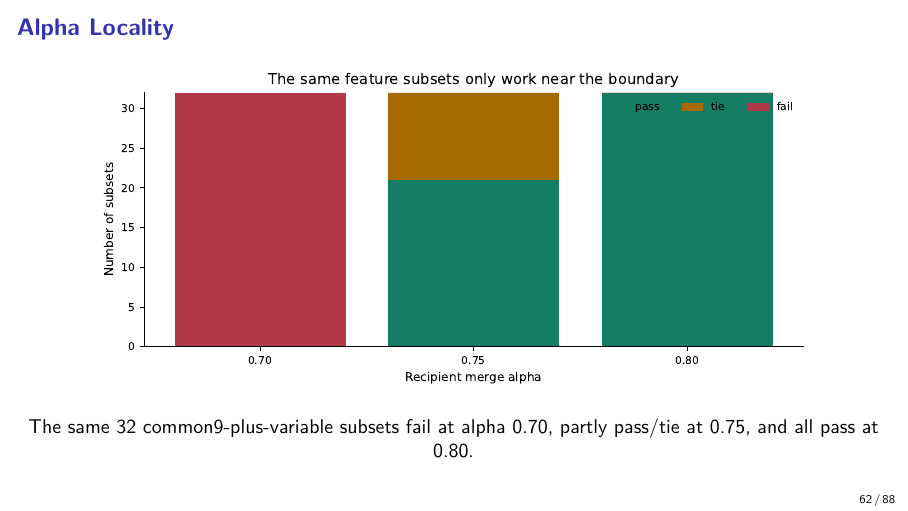 Alpha Locality
The same feature subsets only work near the boundary
pass tie fail
Number of subsets
30
25
20
15
10
5
0
0.70 0.75 0.80
Recipient merge alpha
The same 32 common9-plus-variable subsets fail at alpha 0.70, partly pass/tie at 0.75, and all pass at
0.80.
62 / 88